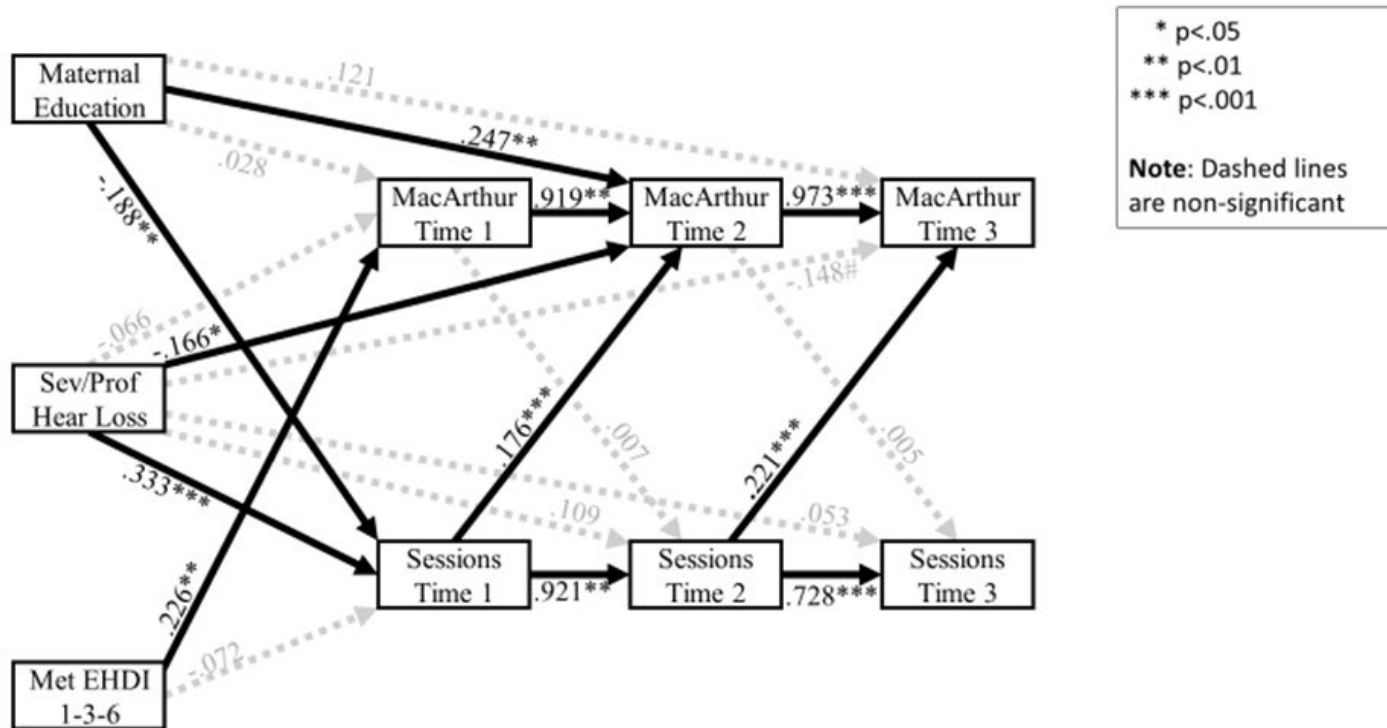 * p<.05
** p<.01
*** p<.001
Note: Dashed lines
are non-significant
Maternal
Education
.121
.247**
.028
-.188**
MacArthur
Time 1
.919**
MacArthur
Time 2
.973***
MacArthur
Time 3
-.066
-.166*
-.148#
Sev/Prof
Hear Loss
.333***
.176***
.007
.221***
.005
.109
.053
Sessions
Time 1
.921**
Sessions
Time 2
.728***
Sessions
Time 3
.226**
-.072
Met EHDI
1-3-6